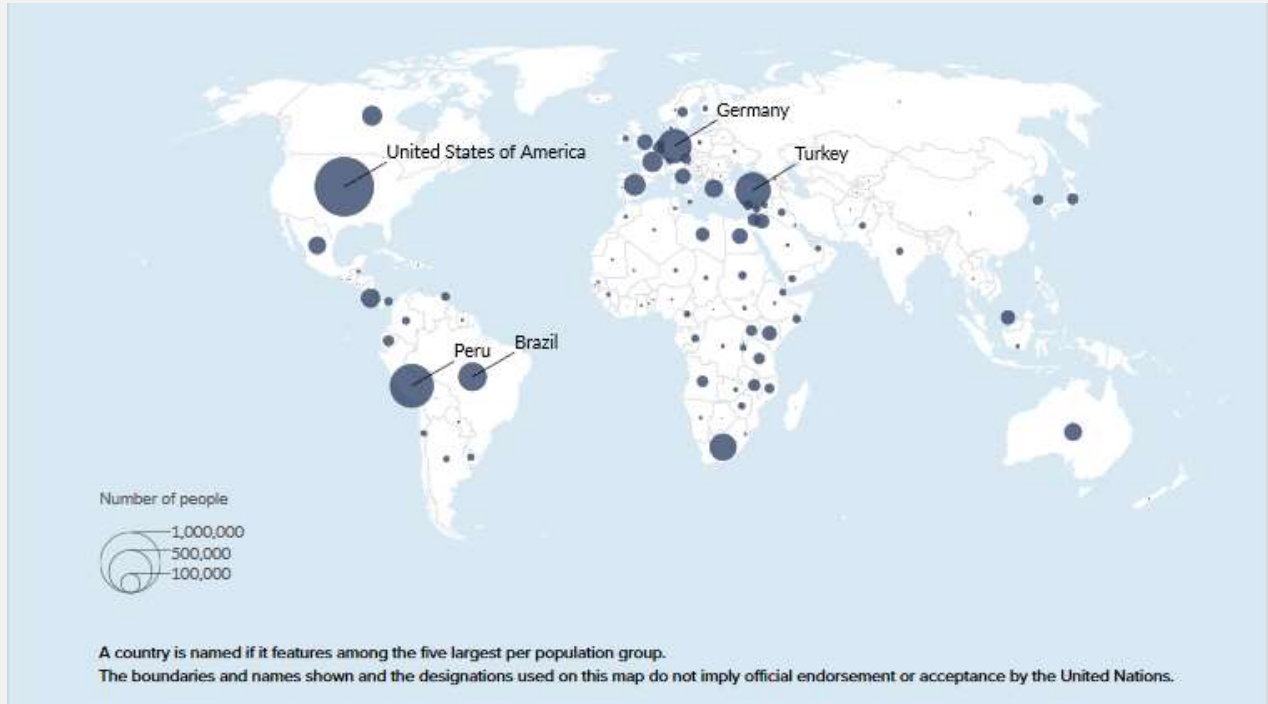 Germany
United States of America
Turkey
Brazil
Peru
Number of people
1,000,000
500,000
100,000
A country is named if it features among the five largest per population group.
The boundaries and names shown and the designations used on this map do not imply official endorsement or acceptance by the United Nations.